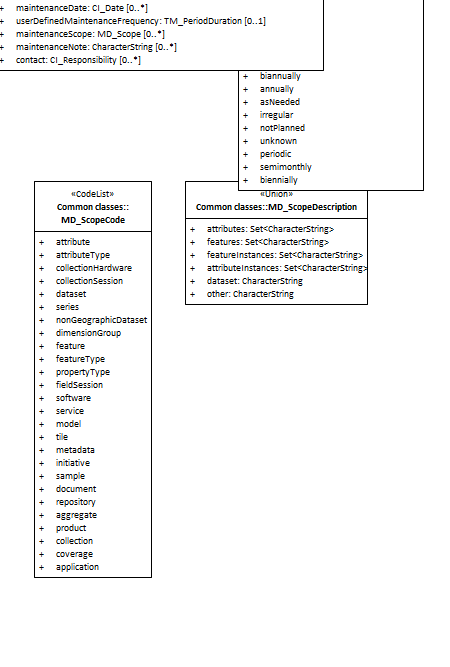 + maintenanceDate: CI_Date [0..*]
+ userDefinedMaintenanceFrequency: TM_PeriodDuration [0..1]
+ maintenanceScope: MD_Scope [0..*]
+ maintenanceNote: CharacterString [0..*]
+ contact: CI_Responsibility [0..*]
+ biannually
+ annually
+ asNeeded
+ irregular
+ notPlanned
+ unknown
+ periodic
+ semimonthly
+ biennially
«CodeList»
Common classes::
MD_ScopeCode
+ attribute
+ attributeType
+ collectionHardware
+ collectionSession
+ dataset
+ series
+ nonGeographicDataset
+ dimensionGroup
+ feature
+ featureType
+ propertyType
+ fieldSession
+ software
+ service
+ model
+ tile
+ metadata
+ initiative
+ sample
+ document
+ repository
+ aggregate
+ product
+ collection
+ coverage
+ application
«Union»
Common classes::MD_ScopeDescription
+ attributes: Set<CharacterString>
+ features: Set<CharacterString>
+ featureInstances: Set<CharacterString>
+ attributeInstances: Set<CharacterString>
+ dataset: CharacterString
+ other: CharacterString